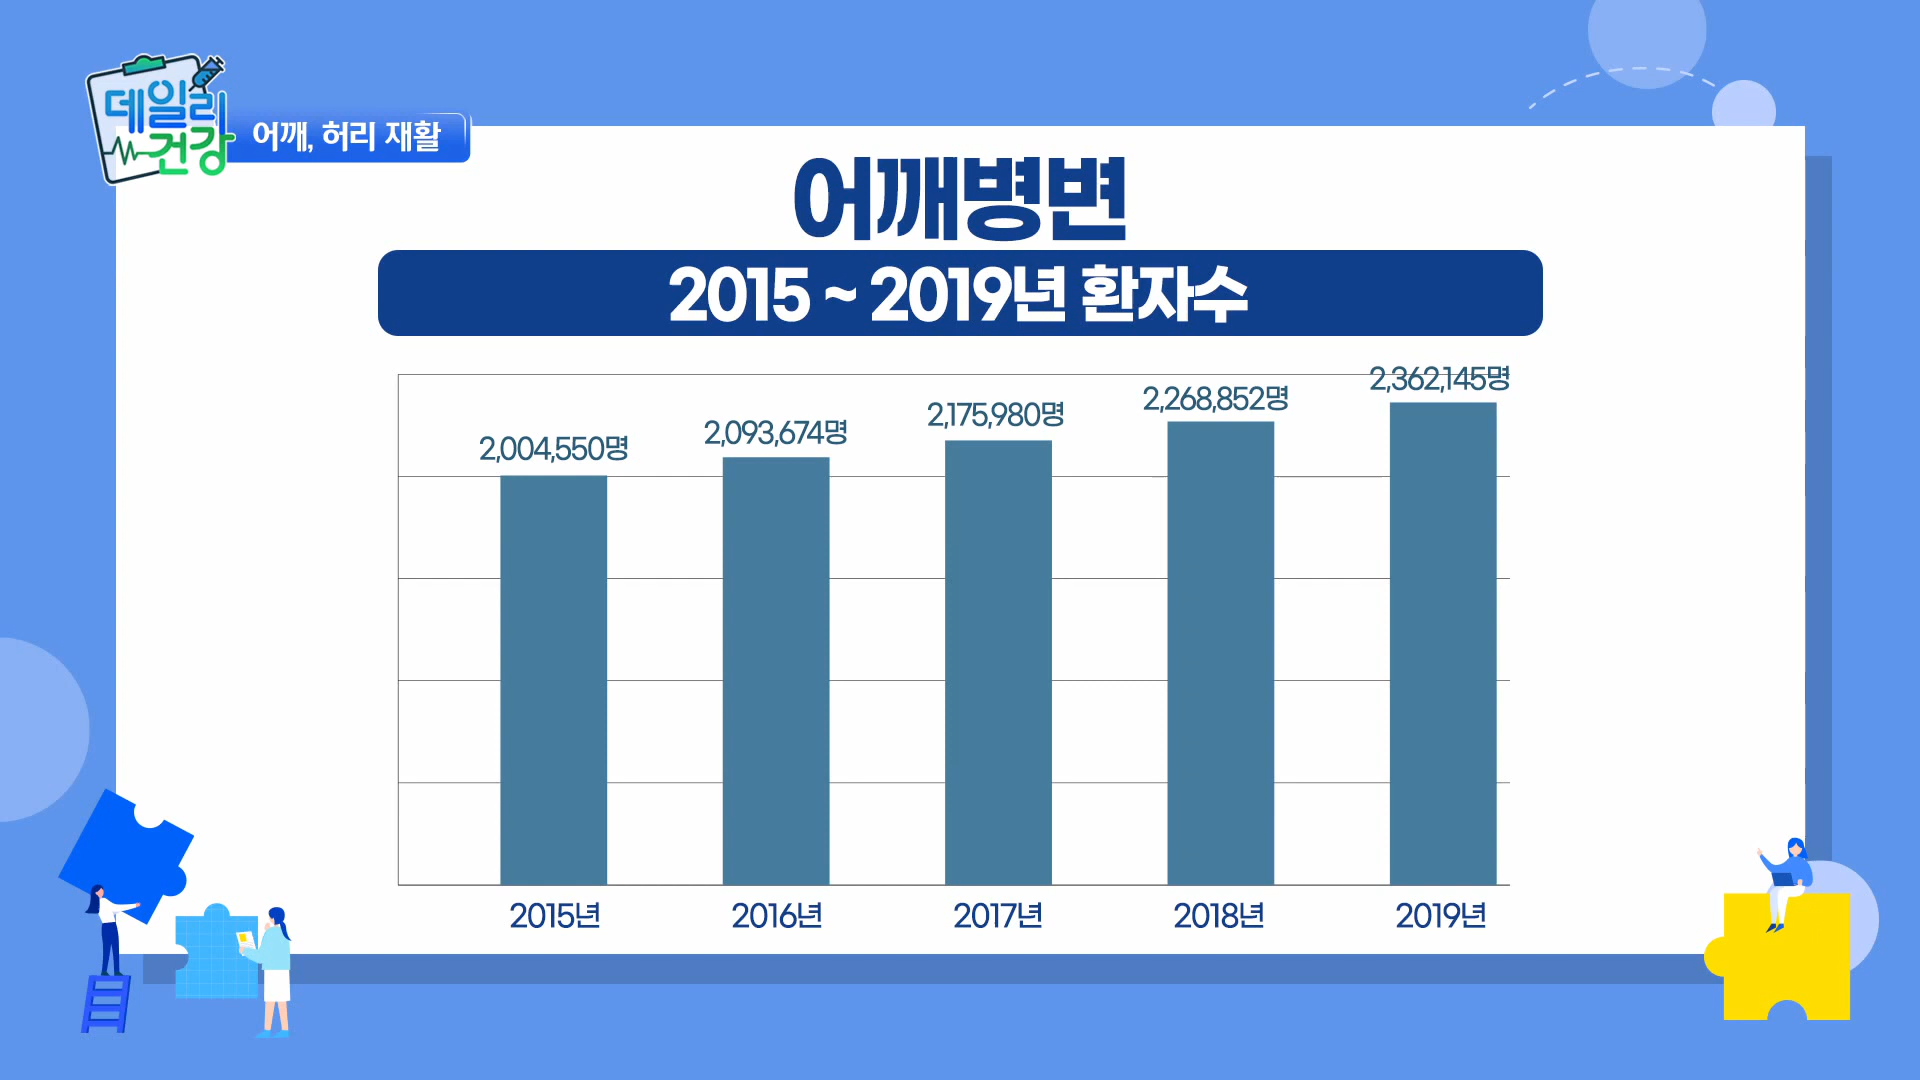 데일리
건강
어깨, 허리 재활
어깨병변
2015 ~ 2019년 환자수
2,004,550명
2,093,674명
2,175,980명
2,268,852명
2,362,145명
2015년
2016년
2017년
2018년
2019년